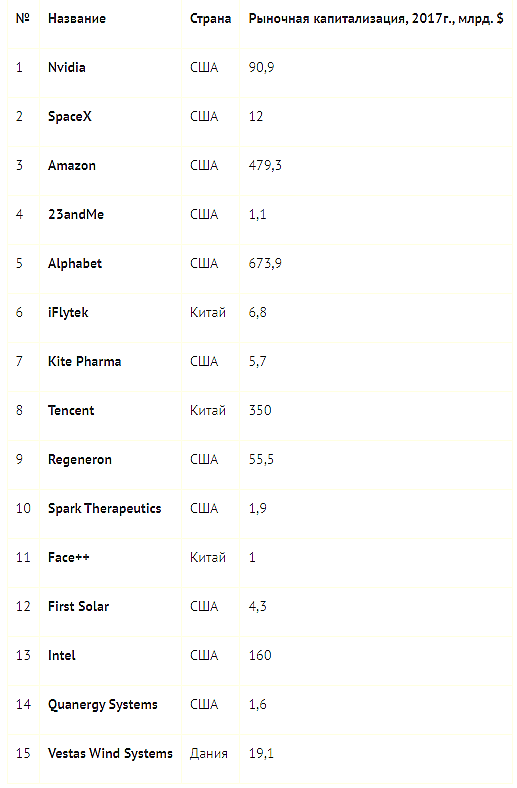 № Название Страна Рыночная капитализация, 2017г., млрд. $
1 Nvidia США 90,9
2 SpaceX США 12
3 Amazon США 479,3
4 23andMe США 1,1
5 Alphabet США 673,9
6 iFlytek Китай 6,8
7 Kite Pharma США 5,7
8 Tencent Китай 350
9 Regeneron США 55,5
10 Spark Therapeutics США 1,9
11 Face++ Китай 1
12 First Solar США 4,3
13 Intel США 160
14 Quanergy Systems США 1,6
15 Vestas Wind Systems Дания 19,1